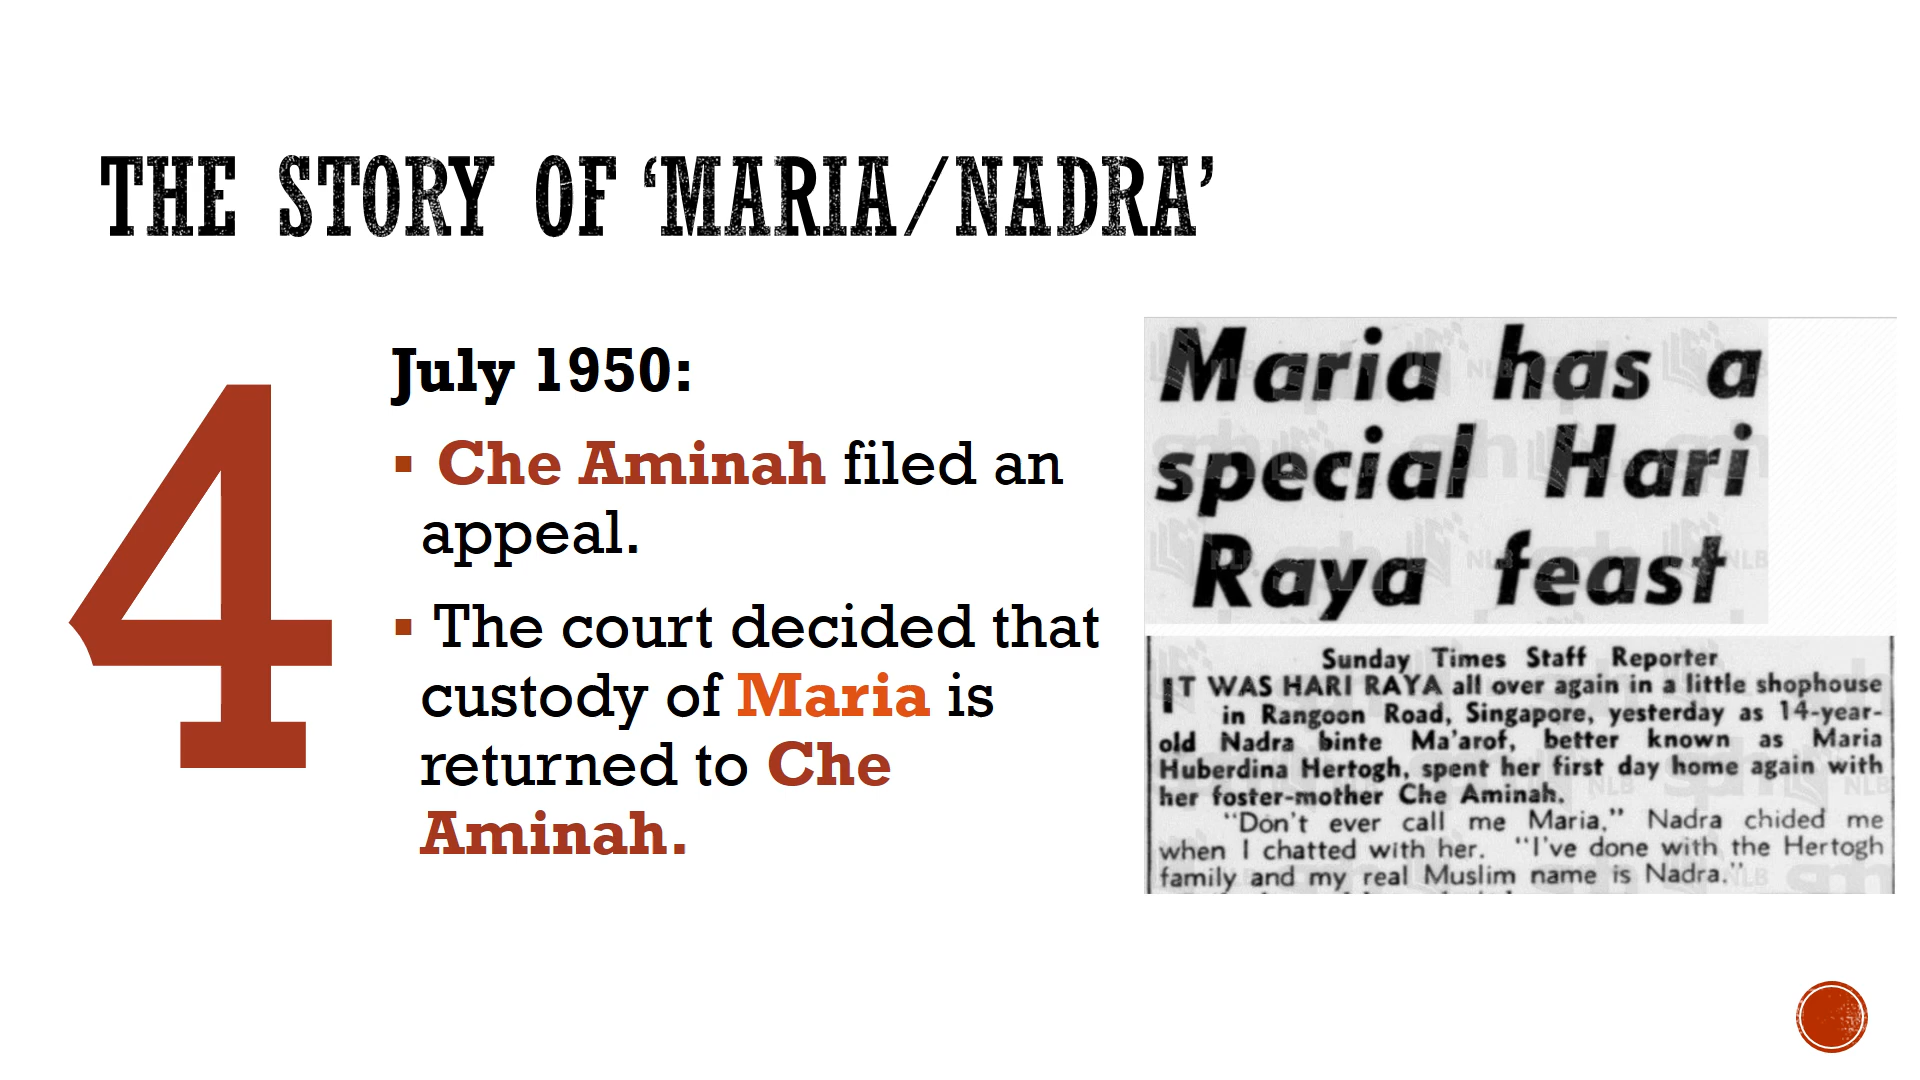 THE STORY OF ‘MARIA/NADRA’
4
July 1950:
▪ Che Aminah filed an
appeal.
▪ The court decided that
custody of Maria is
returned to Che
Aminah.
Maria has a
special Hari
Raya feast
Sunday Times Staff Reporter
IT WAS HARI RAYA all over again in a little shophouse
in Rangoon Road, Singapore, yesterday as 14-year-
old Nadra binte Ma'arof, better known as Maria
Huberdina Hertogh, spent her first day home again with
her foster-mother Che Aminah.
"Don't ever call me Maria," Nadra chided me
when I chatted with her. "I've done with the Hertogh
family and my real Muslim name is Nadra."